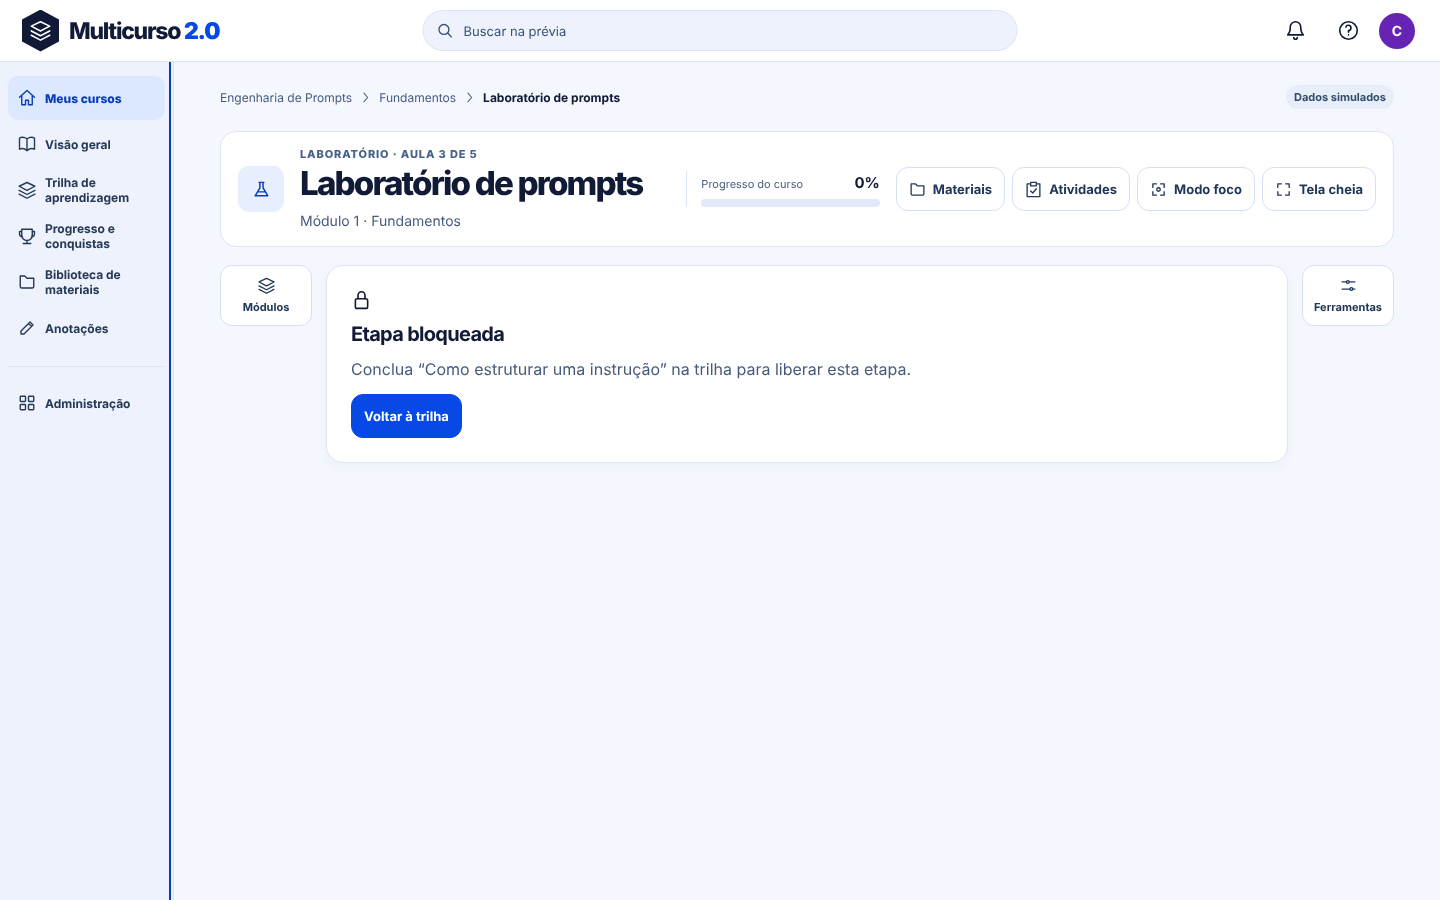 Multicurso 2.0
Buscar na prévia
C
Meus cursos
Visão geral
Trilha de
aprendizagem
Progresso e
conquistas
Biblioteca de
materiais
Anotações
Administração
Engenharia de Prompts
Fundamentos
Laboratório de prompts
Dados simulados
LABORATÓRIO · AULA 3 DE 5
Laboratório de prompts
Módulo 1 · Fundamentos
Progresso do curso
0%
Materiais
Atividades
Modo foco
Tela cheia
Módulos
Etapa bloqueada
Conclua “Como estruturar uma instrução” na trilha para liberar esta etapa.
Voltar à trilha
Ferramentas